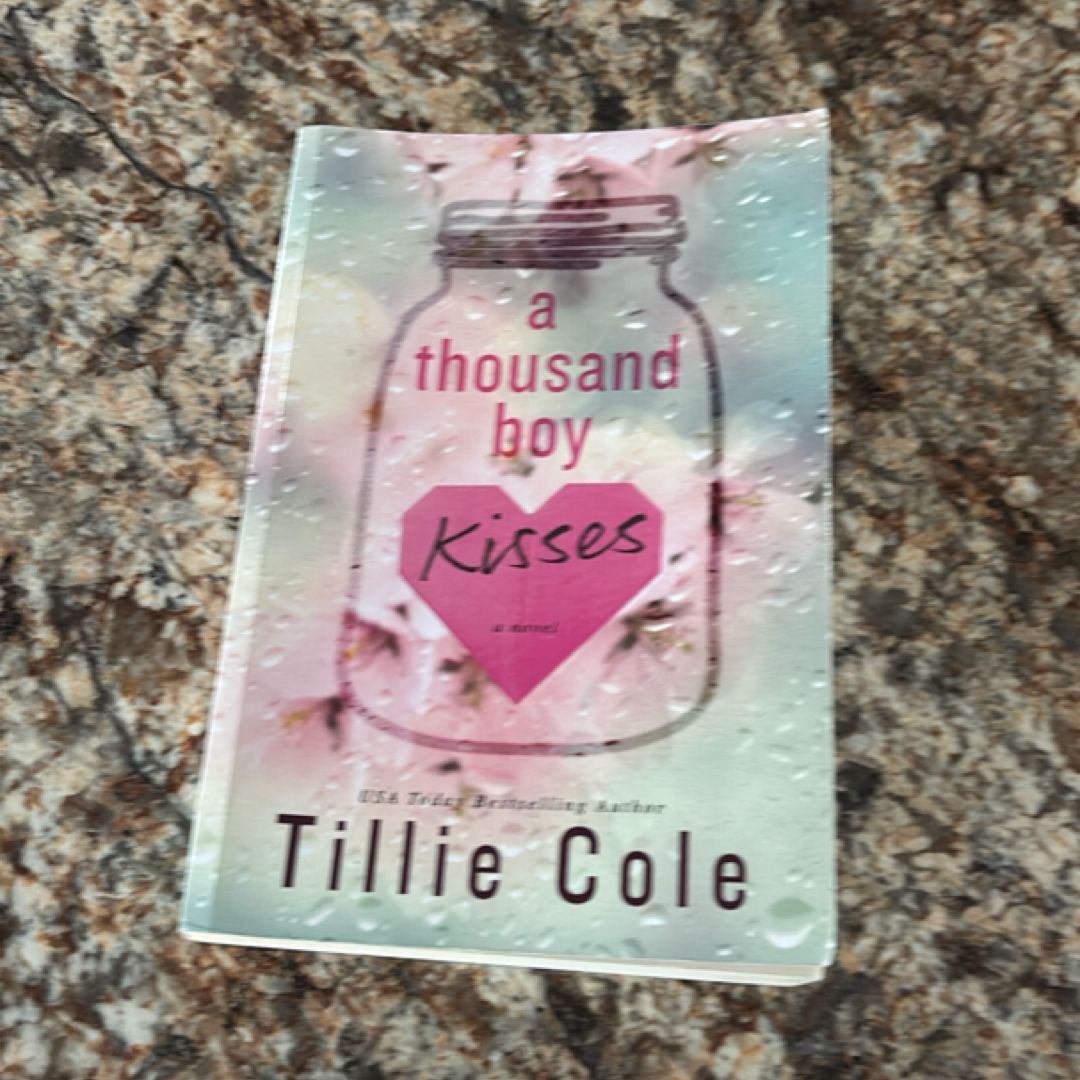 a
thousand
boy
Kisses
a novel
USA Today Bestselling Author
Tillie Cole